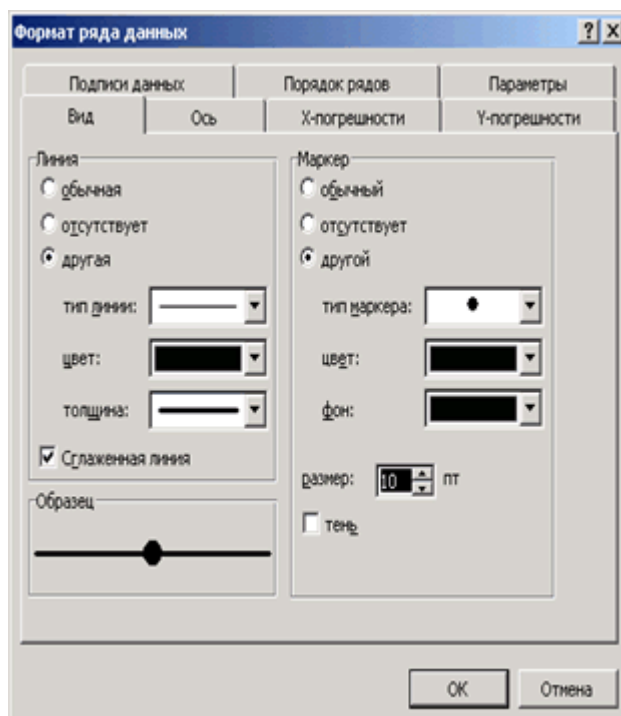 Формат ряда данных
Подписи данных
Порядок рядов
Параметры
Вид
Ось
X-погрешности
Y-погрешности
Линия
обычная
отсутствует
другая
тип линии:
цвет:
толщина:
Сглаженная линия
Образец
Маркер
обычный
отсутствует
другой
тип маркера:
цвет:
фон:
размер: 10 пт
тень
ОК
Отмена